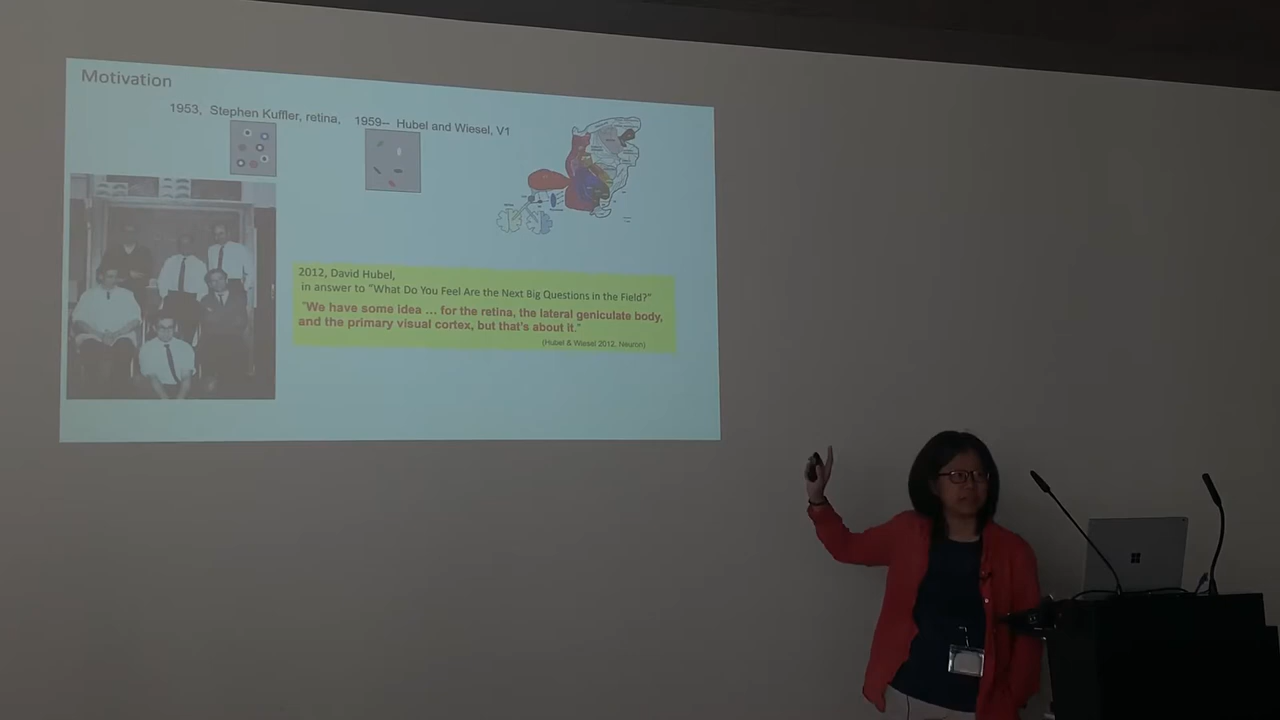 Motivation
1953, Stephen Kuffler, retina, 1959-- Hubel and Wiesel, V1
2012, David Hubel,
in answer to "What Do You Feel Are the Next Big Questions in the Field?"
"We have some idea ... for the retina, the lateral geniculate body,
and the primary visual cortex, but that's about it."
(Hubel & Wiesel 2012, Neuron)